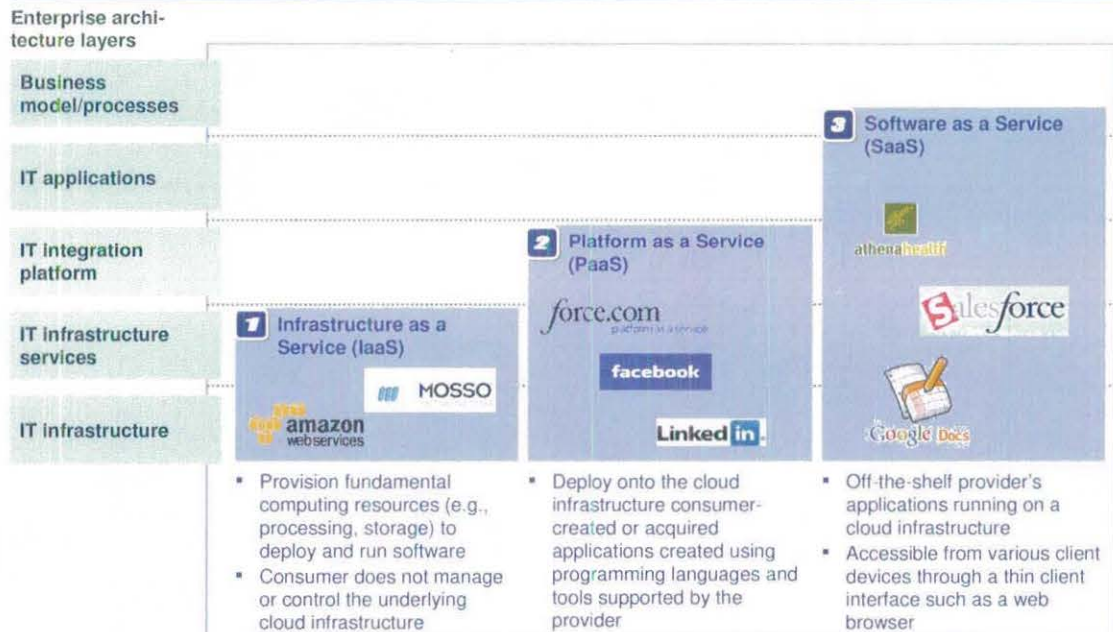 Enterprise archi-
tecture layers
Business
model/processes
IT applications
IT integration
platform
IT infrastructure
services
IT infrastructure
1 Infrastructure as a
Service (IaaS)
MOSSO
amazon
webservices
2 Platform as a Service
(PaaS)
force.com
platform as a service
facebook
Linked in.
3 Software as a Service
(SaaS)
athenahealth
Salesforce
Google Docs
▪ Provision fundamental
computing resources (e.g.,
processing, storage) to
deploy and run software
▪ Consumer does not manage
or control the underlying
cloud infrastructure
▪ Deploy onto the cloud
infrastructure consumer-
created or acquired
applications created using
programming languages and
tools supported by the
provider
▪ Off-the-shelf provider's
applications running on a
cloud infrastructure
▪ Accessible from various client
devices through a thin client
interface such as a web
browser